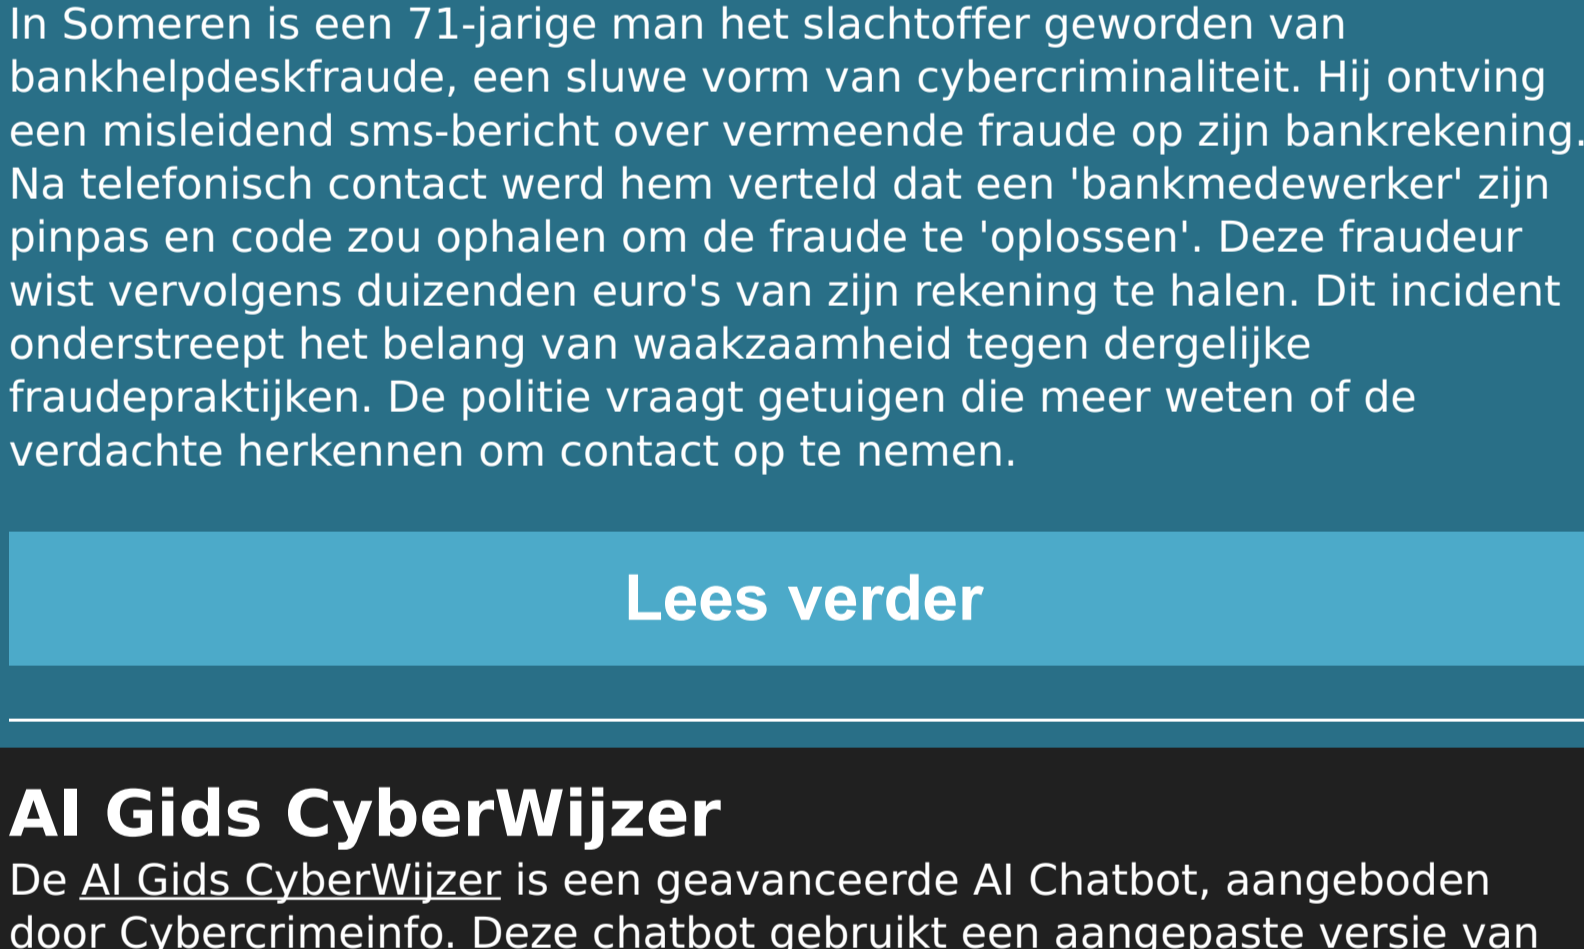 In Someren is een 71-jarige man het slachtoffer geworden van
bankhelpdeskfraude, een sluwe vorm van cybercriminaliteit. Hij ontving
een misleidend sms-bericht over vermeende fraude op zijn bankrekening.
Na telefonisch contact werd hem verteld dat een 'bankmedewerker' zijn
pinpas en code zou ophalen om de fraude te 'oplossen'. Deze fraudeur
wist vervolgens duizenden euro's van zijn rekening te halen. Dit incident
onderstreept het belang van waakzaamheid tegen dergelijke
fraudepraktijken. De politie vraagt getuigen die meer weten of de
verdachte herkennen om contact op te nemen.
Lees verder
AI Gids CyberWijzer
De AI Gids CyberWijzer is een geavanceerde AI Chatbot, aangeboden
door Cybercrimeinfo. Deze chatbot gebruikt een aangepaste versie van